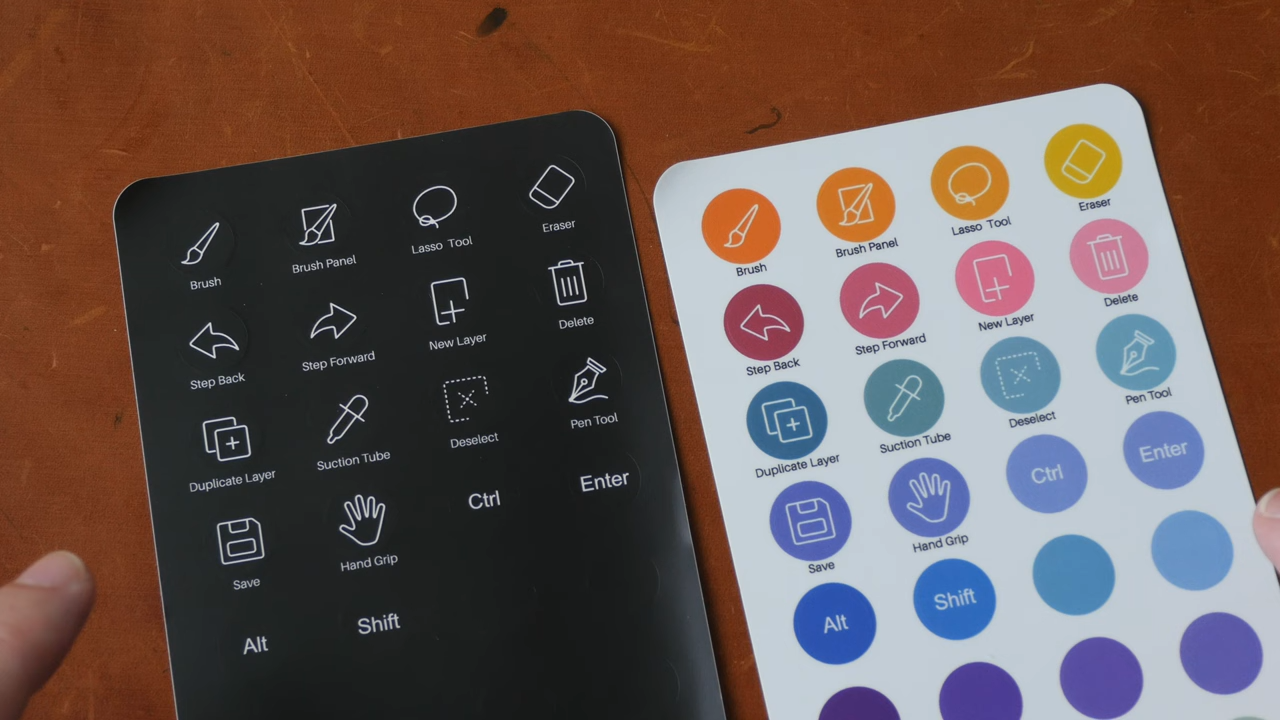 Brush
Brush Panel
Lasso Tool
Eraser
Step Back
Step Forward
New Layer
Delete
Duplicate Layer
Suction Tube
Deselect
Pen Tool
Save
Hand Grip
Ctrl
Enter
Alt
Shift
Brush
Brush Panel
Lasso Tool
Eraser
Step Back
Step Forward
New Layer
Delete
Duplicate Layer
Suction Tube
Deselect
Pen Tool
Save
Hand Grip
Ctrl
Enter
Alt
Shift